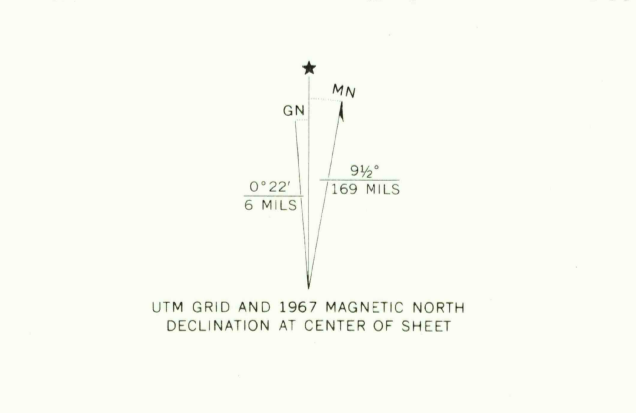 MN
GN
9½°
169 MILS
0°22'
6 MILS
UTM GRID AND 1967 MAGNETIC NORTH
DECLINATION AT CENTER OF SHEET